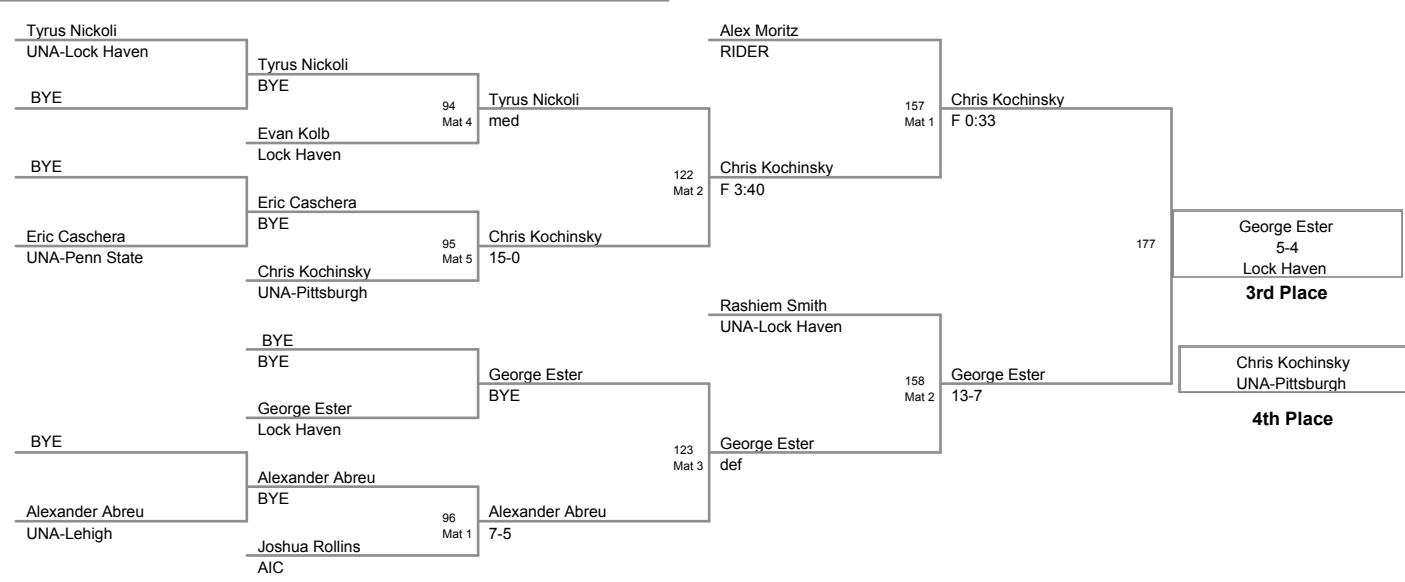 Tyrus Nickoli
UNA-Lock Haven
BYE
BYE
Eric Caschera
UNA-Penn State
BYE
Alexander Abreu
UNA-Lehigh
Tyrus Nickoli
BYE
Evan Kolb
Lock Haven
Eric Caschera
BYE
Chris Kochinsky
UNA-Pittsburgh
BYE
BYE
George Ester
Lock Haven
Alexander Abreu
BYE
Joshua Rollins
AIC
94
Mat 4
95
Mat 5
96
Mat 1
Tyrus Nickoli
med
Chris Kochinsky
15-0
George Ester
BYE
Alexander Abreu
7-5
122
Mat 2
123
Mat 3
Alex Moritz
RIDER
Chris Kochinsky
F 3:40
Rashiem Smith
UNA-Lock Haven
George Ester
def
157
Mat 1
158
Mat 2
Chris Kochinsky
F 0:33
George Ester
13-7
177
George Ester
5-4
Lock Haven
3rd Place
Chris Kochinsky
UNA-Pittsburgh
4th Place